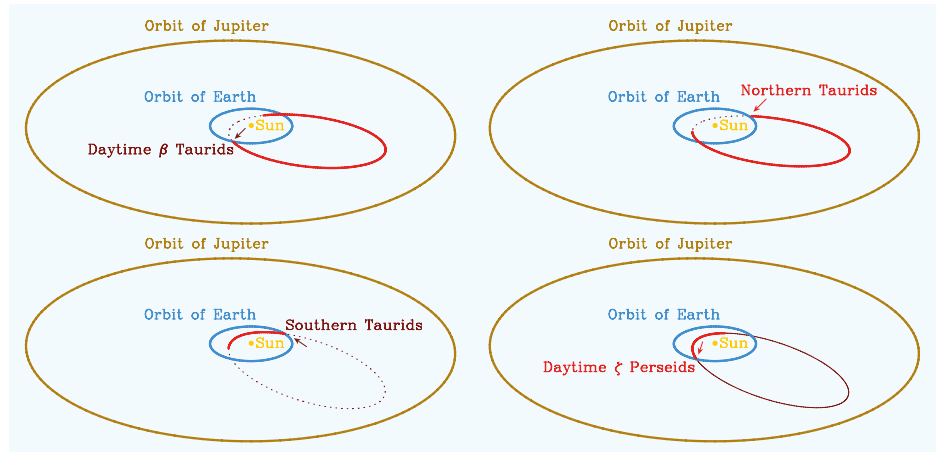 Orbit of Jupiter
Orbit of Earth
Sun
Daytime β Taurids
Orbit of Jupiter
Northern Taurids
Orbit of Earth
Sun
Orbit of Jupiter
Orbit of Earth
Southern Taurids
Sun
Orbit of Jupiter
Orbit of Earth
Sun
Daytime ζ Perseids